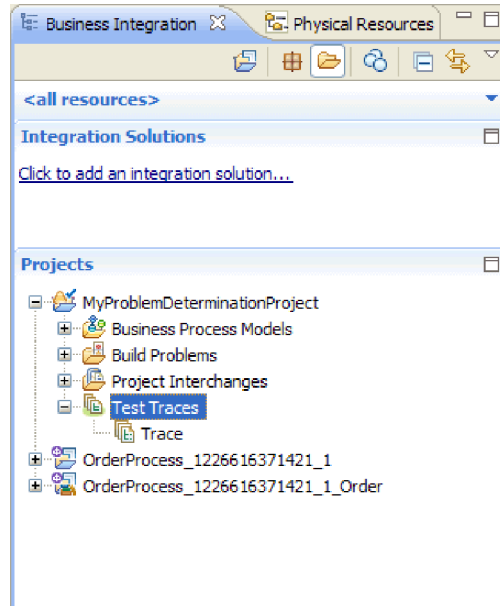 Business Integration Physical Resources
<all resources>
Integration Solutions
Click to add an integration solution...
Projects
MyProblemDeterminationProject
Business Process Models
Build Problems
Project Interchanges
Test Traces
Trace
OrderProcess_1226616371421_1
OrderProcess_1226616371421_1_Order